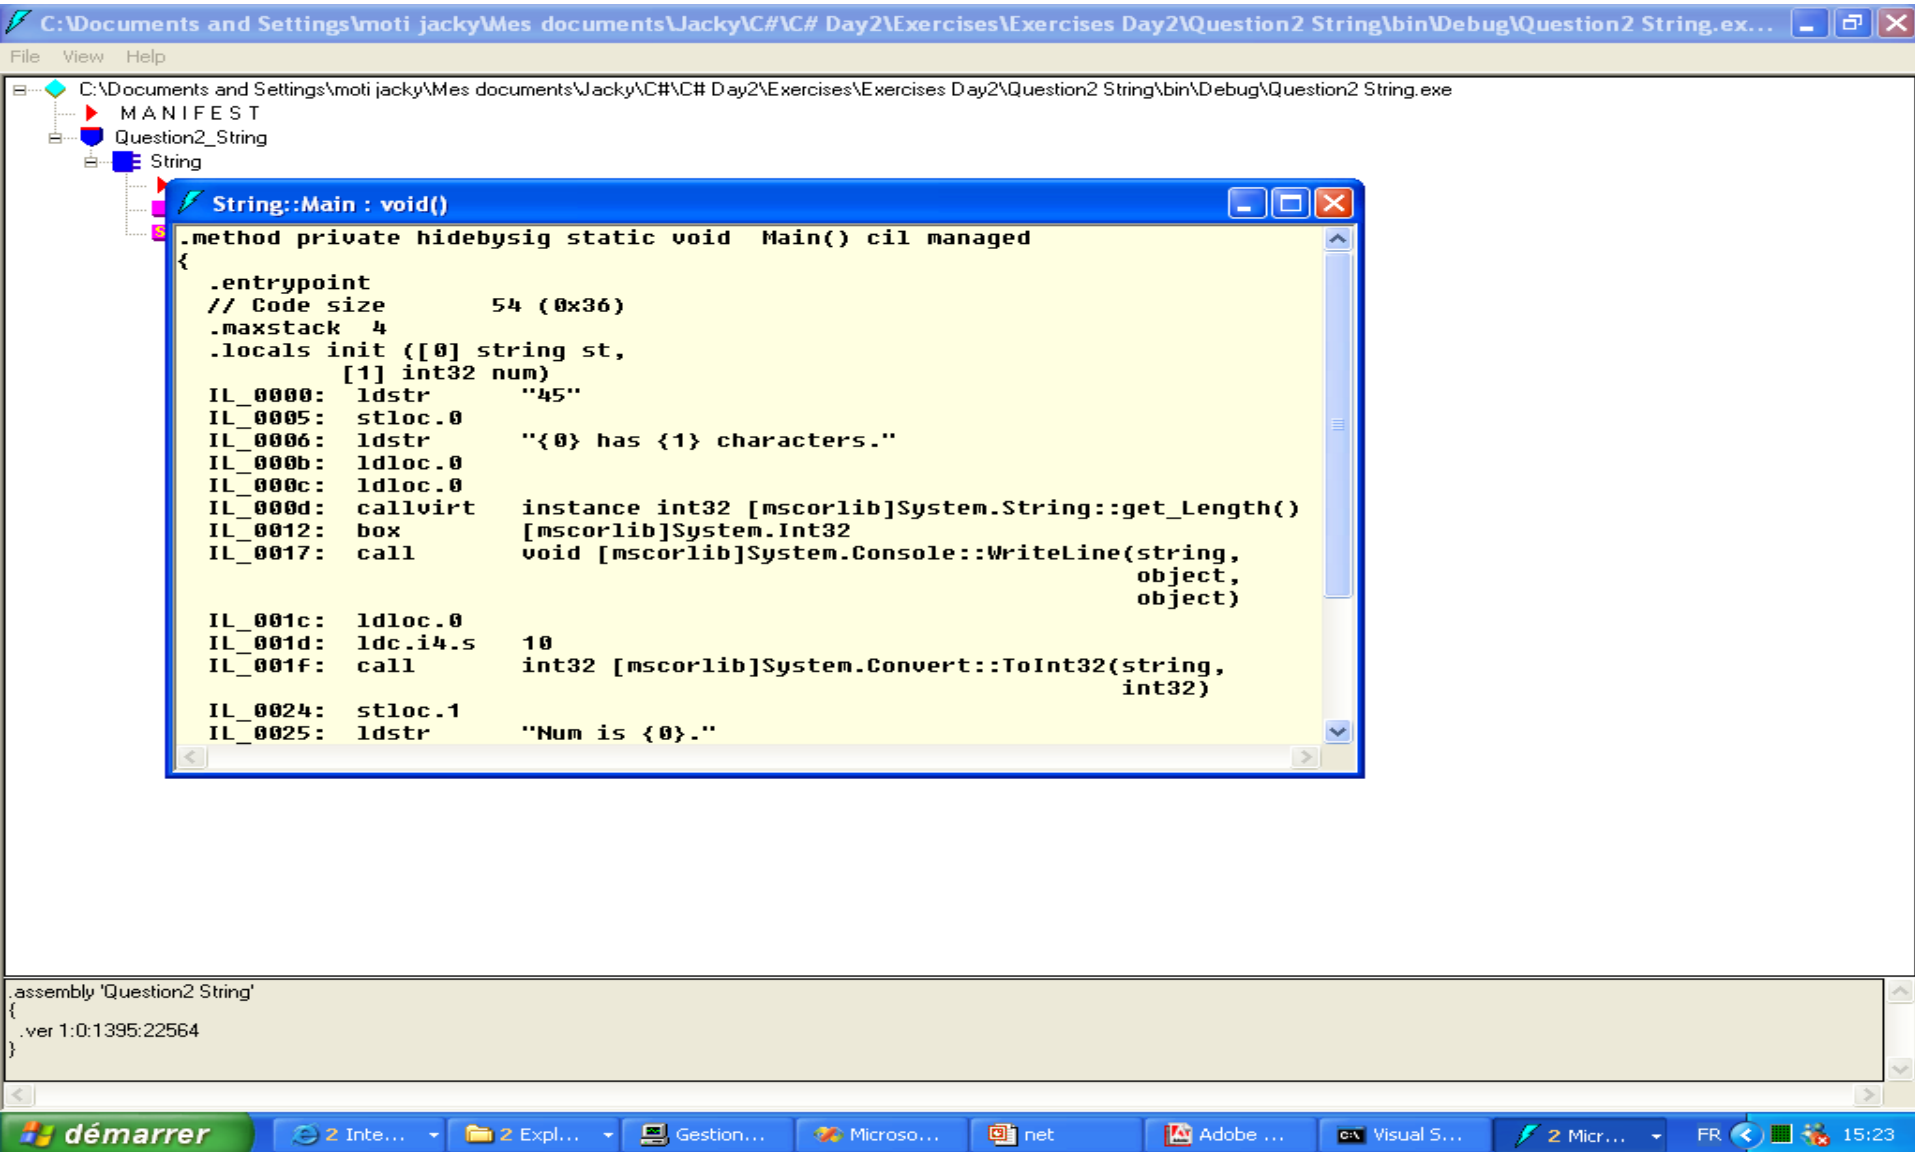 C:\Documents and Settings\moti jacky\Mes documents\Jacky\C#\C# Day2\Exercises\Exercises Day2\Question2 String\bin\Debug\Question2 String.ex...
File View Help
C:\Documents and Settings\moti jacky\Mes documents\Jacky\C#\C# Day2\Exercises\Exercises Day2\Question2 String\bin\Debug\Question2 String.exe
MANIFEST
Question2_String
String
S
String::Main : void()
.method private hidebysig static void  Main() cil managed
{
  .entrypoint
  // Code size       54 (0x36)
  .maxstack  4
  .locals init ([0] string st,
           [1] int32 num)
  IL_0000:  ldstr      "45"
  IL_0005:  stloc.0
  IL_0006:  ldstr      "{0} has {1} characters."
  IL_000b:  ldloc.0
  IL_000c:  ldloc.0
  IL_000d:  callvirt   instance int32 [mscorlib]System.String::get_Length()
  IL_0012:  box        [mscorlib]System.Int32
  IL_0017:  call       void [mscorlib]System.Console::WriteLine(string,
                                                                object,
                                                                object)
  IL_001c:  ldloc.0
  IL_001d:  ldc.i4.s   10
  IL_001f:  call       int32 [mscorlib]System.Convert::ToInt32(string,
                                                               int32)
  IL_0024:  stloc.1
  IL_0025:  ldstr      "Num is {0}."
.assembly 'Question2 String'
{
  .ver 1:0:1395:22564
}
démarrer 2 Inte... 2 Expl... Gestion... Microso... net Adobe ... Visual S... 2 Micr... FR 15:23